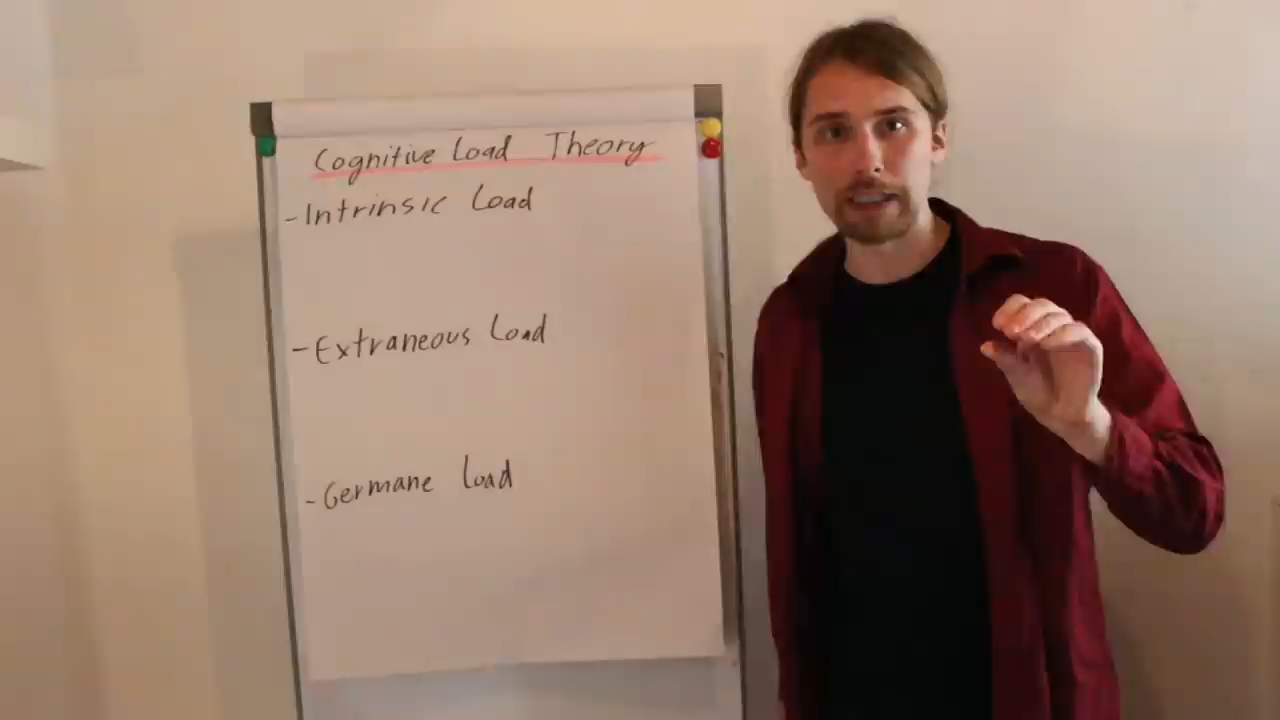 Cognitive Load Theory
- Intrinsic Load
- Extraneous Load
- Germane Load